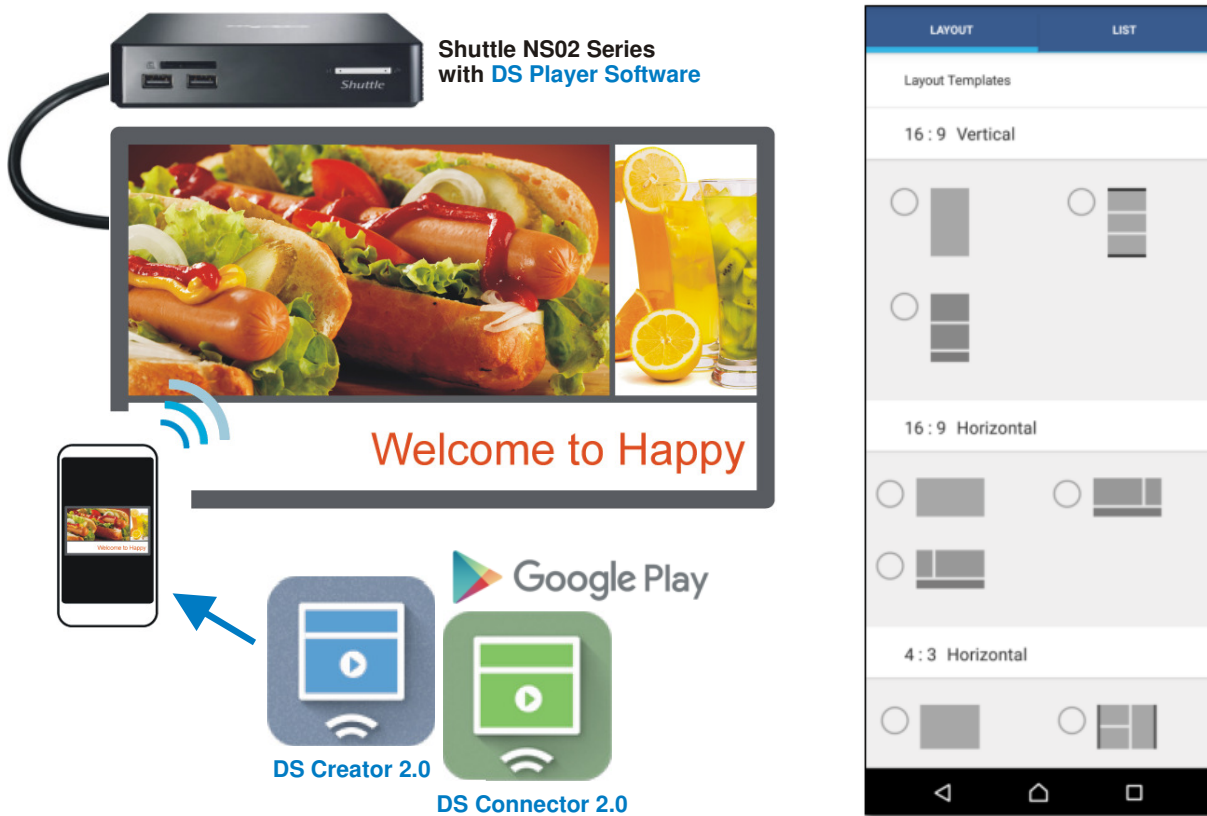 Shuttle NS02 Series
with DS Player Software
Shuttle
Welcome to Happy
Welcome to Happy
Google Play
DS Creator 2.0
DS Connector 2.0
LAYOUT LIST
Layout Templates
16 : 9 Vertical
16 : 9 Horizontal
4 : 3 Horizontal